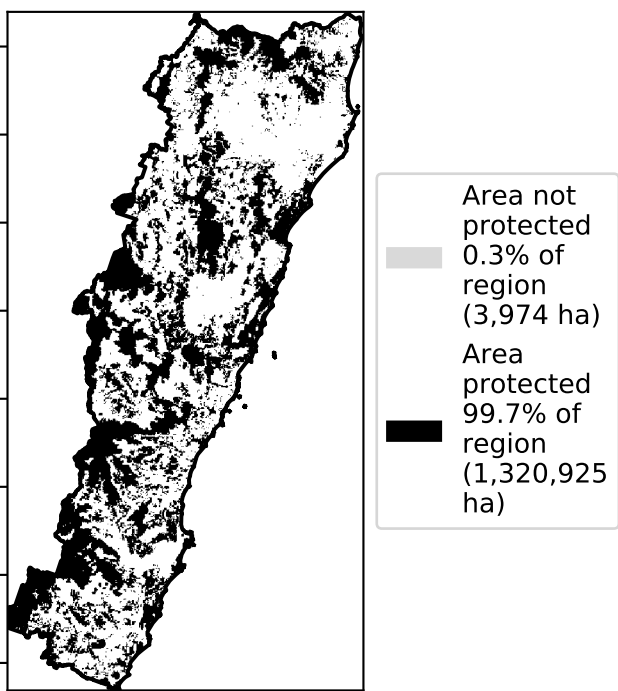 Area not
protected
0.3% of
region
(3,974 ha)
Area
protected
99.7% of
region
(1,320,925
ha)